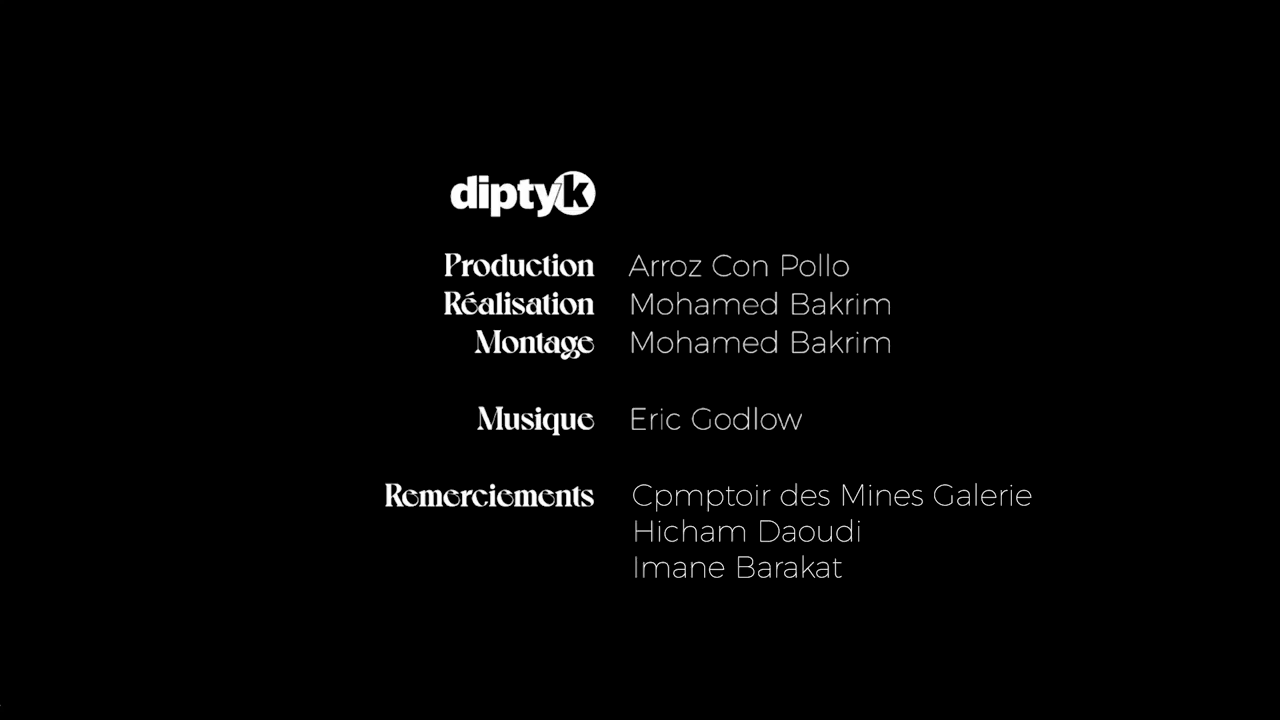 diptyk
Production Arroz Con Pollo
Réalisation Mohamed Bakrim
Montage Mohamed Bakrim
Musique Eric Godlow
Remerciements Cpmptoir des Mines Galerie
Hicham Daoudi
Imane Barakat